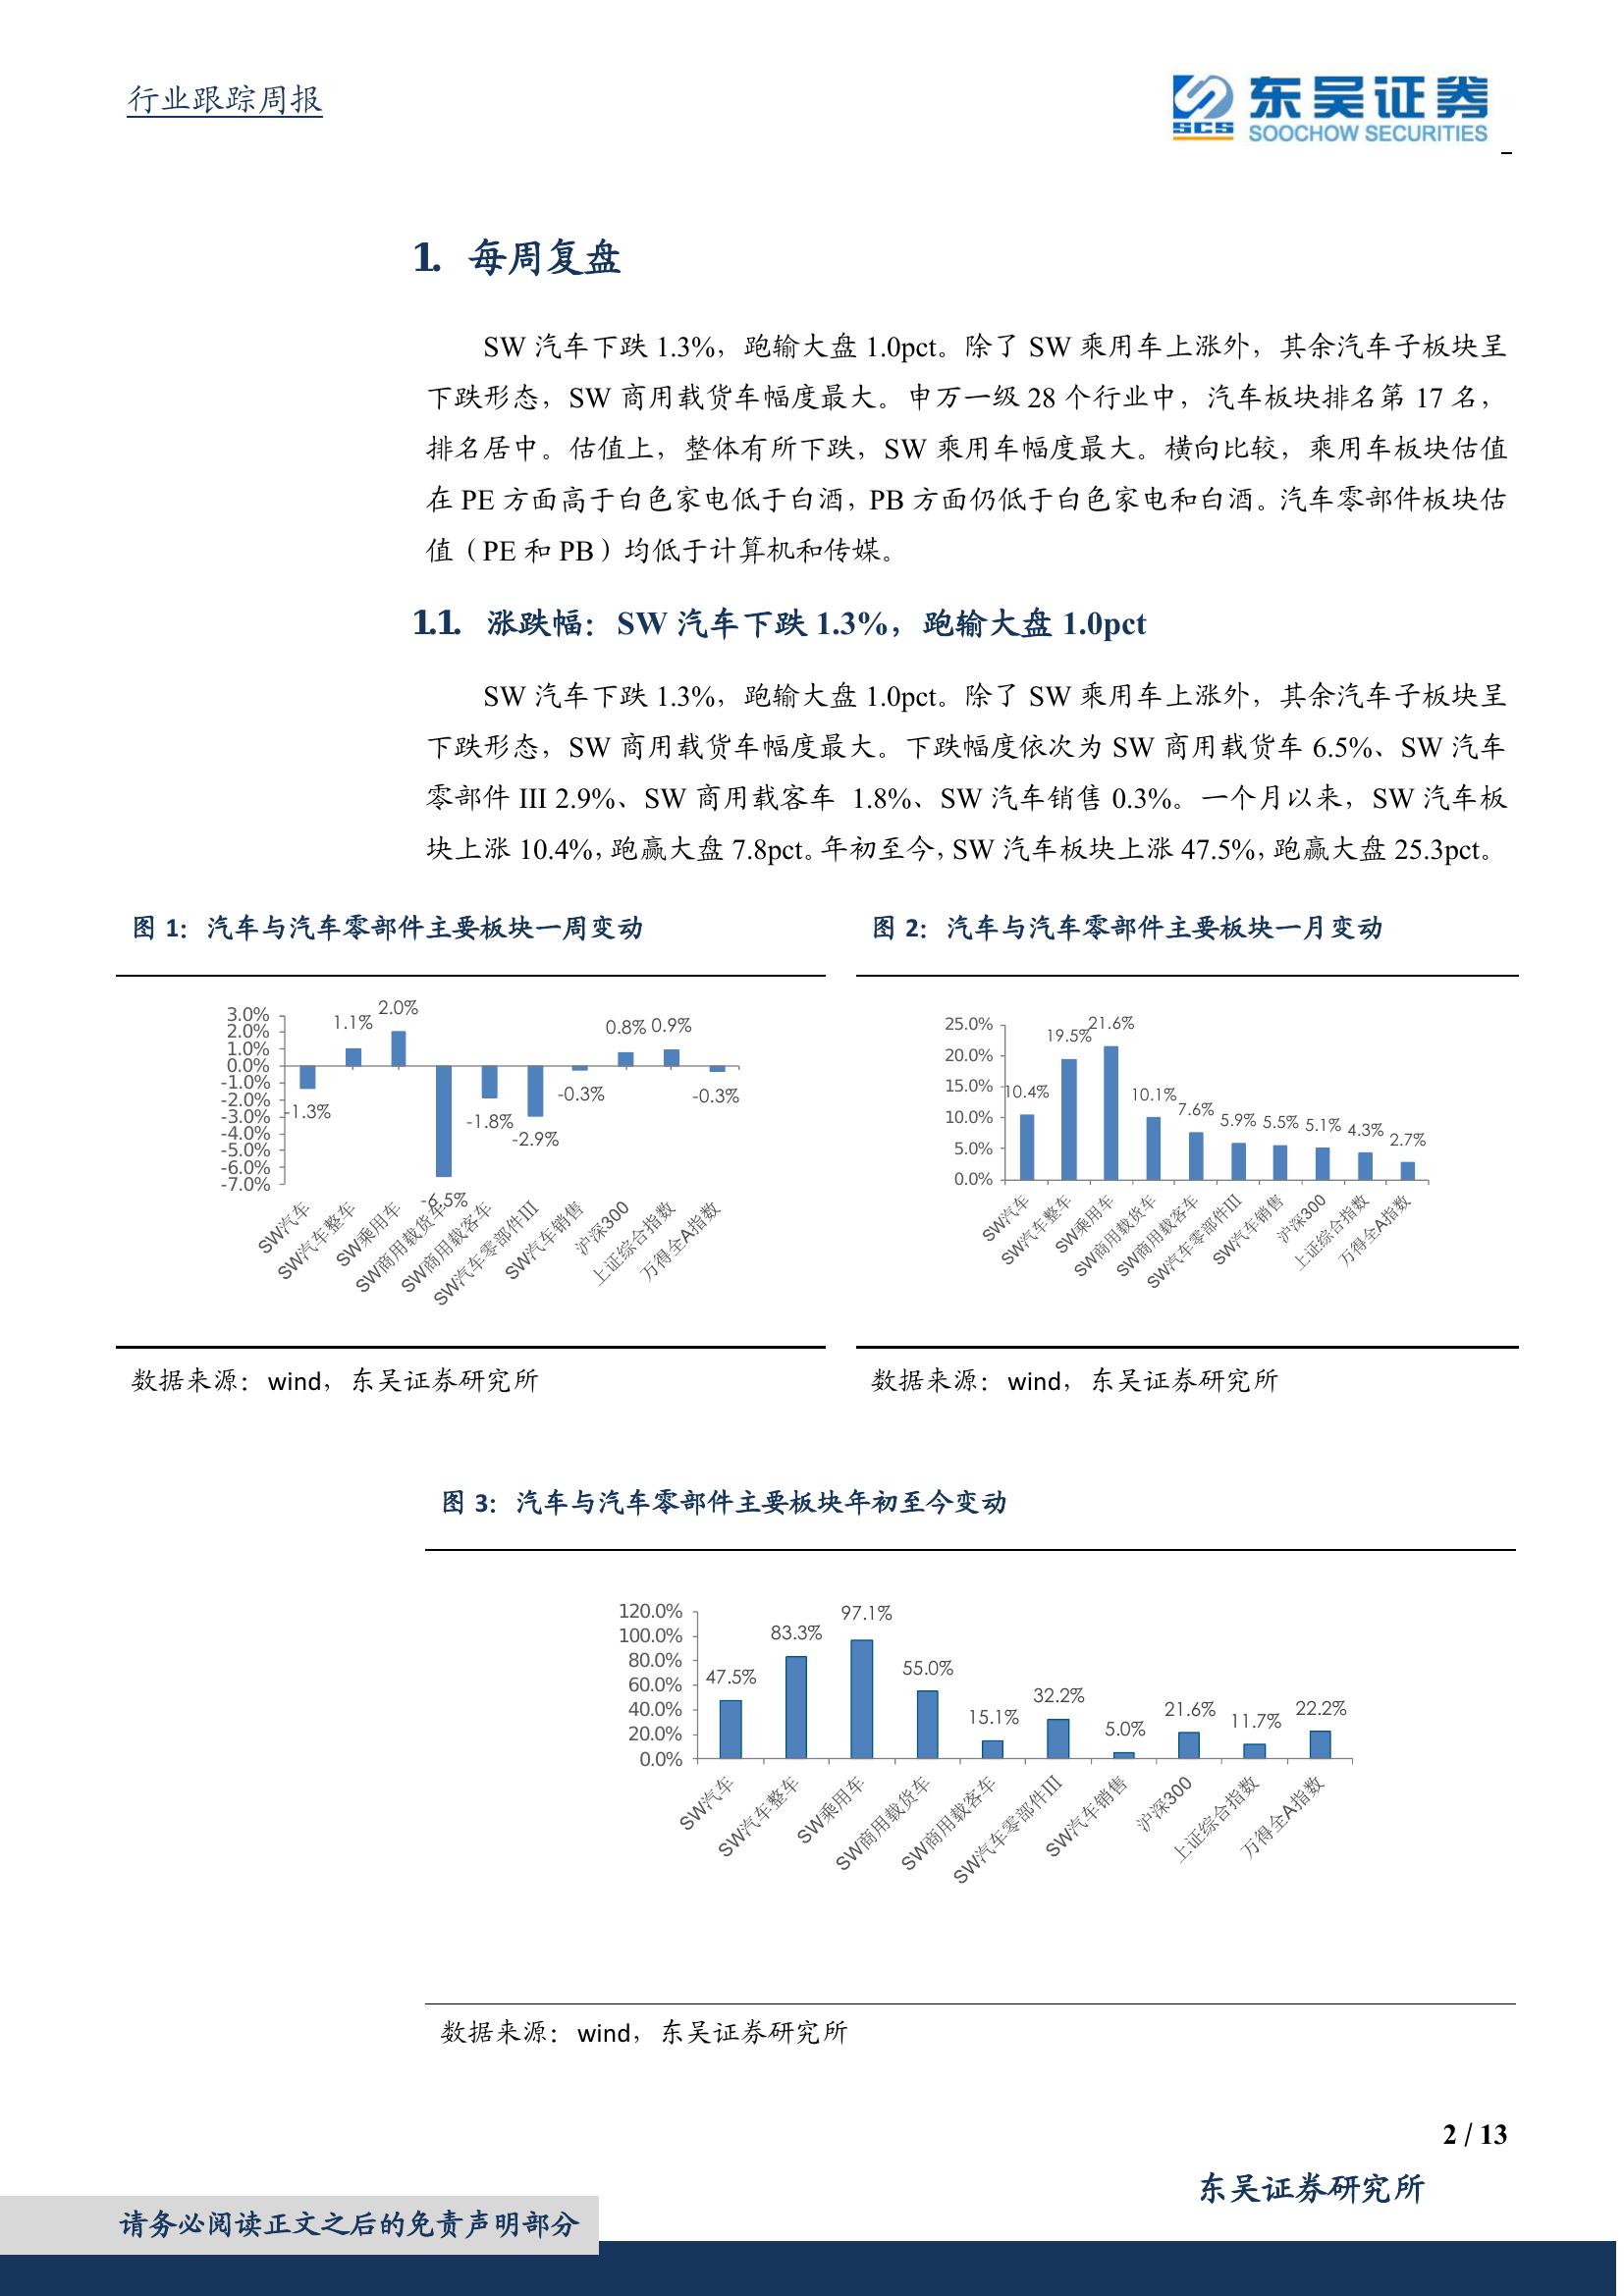 行业跟踪周报
SCS
东吴证券
SOOCHOW SECURITIES
1. 每周复盘
SW 汽车下跌 1.3%，跑输大盘 1.0pct。除了 SW 乘用车上涨外，其余汽车子板块呈
下跌形态，SW 商用载货车幅度最大。申万一级 28 个行业中，汽车板块排名第 17 名，
排名居中。估值上，整体有所下跌，SW 乘用车幅度最大。横向比较，乘用车板块估值
在 PE 方面高于白色家电低于白酒，PB 方面仍低于白色家电和白酒。汽车零部件板块估
值（PE 和 PB）均低于计算机和传媒。
1.1. 涨跌幅：SW 汽车下跌 1.3%，跑输大盘 1.0pct
SW 汽车下跌 1.3%，跑输大盘 1.0pct。除了 SW 乘用车上涨外，其余汽车子板块呈
下跌形态，SW 商用载货车幅度最大。下跌幅度依次为 SW 商用载货车 6.5%、SW 汽车
零部件 III 2.9%、SW 商用载客车 1.8%、SW 汽车销售 0.3%。一个月以来，SW 汽车板
块上涨 10.4%，跑赢大盘 7.8pct。年初至今，SW 汽车板块上涨 47.5%，跑赢大盘 25.3pct。
图 1：汽车与汽车零部件主要板块一周变动
3.0%
2.0%
1.0%
0.0%
-1.0%
-2.0%
-3.0%
-4.0%
-5.0%
-6.0%
-7.0%
-1.3%
1.1%
2.0%
-6.5%
-1.8%
-2.9%
-0.3%
0.8%
0.9%
-0.3%
SW汽车
SW汽车整车
SW乘用车
SW商用载货车
SW商用载客车
SW汽车零部件III
SW汽车销售
沪深300
上证综合指数
万得全A指数
数据来源：wind，东吴证券研究所
图 2：汽车与汽车零部件主要板块一月变动
25.0%
20.0%
15.0%
10.0%
5.0%
0.0%
10.4%
19.5%
21.6%
10.1%
7.6%
5.9%
5.5%
5.1%
4.3%
2.7%
SW汽车
SW汽车整车
SW乘用车
SW商用载货车
SW商用载客车
SW汽车零部件III
SW汽车销售
沪深300
上证综合指数
万得全A指数
数据来源：wind，东吴证券研究所
图 3：汽车与汽车零部件主要板块年初至今变动
120.0%
100.0%
80.0%
60.0%
40.0%
20.0%
0.0%
47.5%
83.3%
97.1%
55.0%
15.1%
32.2%
5.0%
21.6%
11.7%
22.2%
SW汽车
SW汽车整车
SW乘用车
SW商用载货车
SW商用载客车
SW汽车零部件III
SW汽车销售
沪深300
上证综合指数
万得全A指数
数据来源：wind，东吴证券研究所
2 / 13
东吴证券研究所
请务必阅读正文之后的免责声明部分